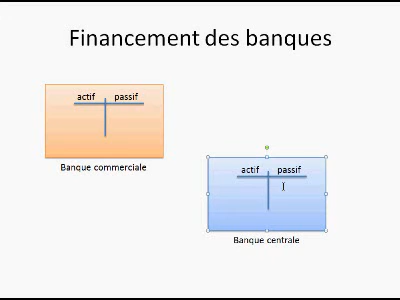 Financement des banques
actif passif
Banque commerciale
actif passif
Banque centrale